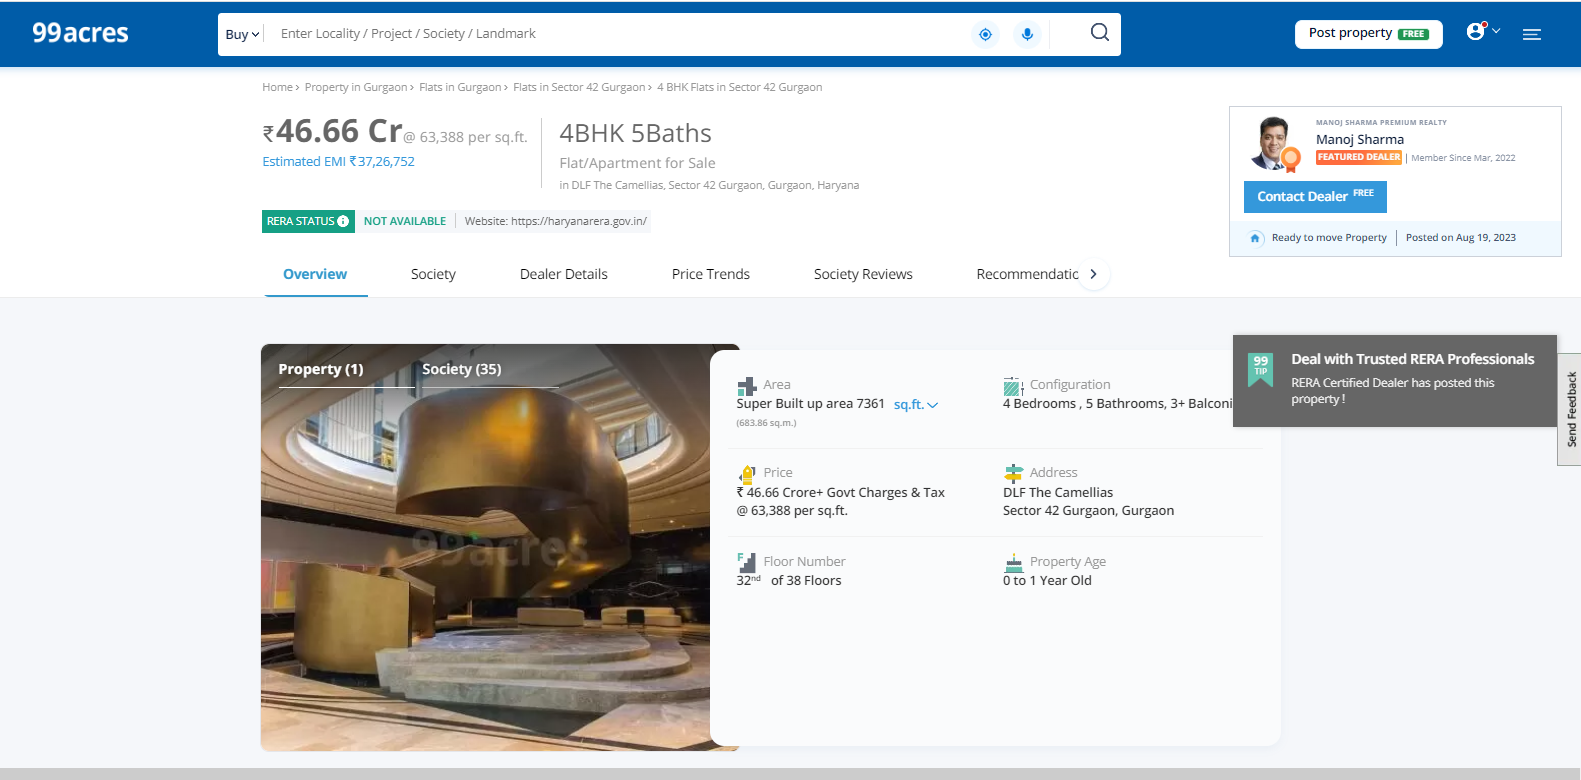 99acres
Buy
Enter Locality / Project / Society / Landmark
Post property FREE
Home › Property in Gurgaon › Flats in Gurgaon › Flats in Sector 42 Gurgaon › 4 BHK Flats in Sector 42 Gurgaon
₹46.66 Cr @ 63,388 per sq.ft.
Estimated EMI ₹37,26,752
4BHK 5Baths
Flat/Apartment for Sale
in DLF The Camellias, Sector 42 Gurgaon, Gurgaon, Haryana
RERA STATUS NOT AVAILABLE Website: https://haryanarera.gov.in/
MANOJ SHARMA PREMIUM REALTY
Manoj Sharma
FEATURED DEALER | Member Since Mar, 2022
Contact Dealer FREE
Ready to move Property | Posted on Aug 19, 2023
Overview Society Dealer Details Price Trends Society Reviews Recommendatio
Property (1) Society (35)
99acres
Area
Super Built up area 7361 sq.ft.
(683.86 sq.m.)
Configuration
4 Bedrooms , 5 Bathrooms, 3+ Balconi
Price
₹ 46.66 Crore+ Govt Charges & Tax
@ 63,388 per sq.ft.
Address
DLF The Camellias
Sector 42 Gurgaon, Gurgaon
F
Floor Number
32nd of 38 Floors
Property Age
0 to 1 Year Old
99
TIP
Deal with Trusted RERA Professionals
RERA Certified Dealer has posted this
property !
Send Feedback